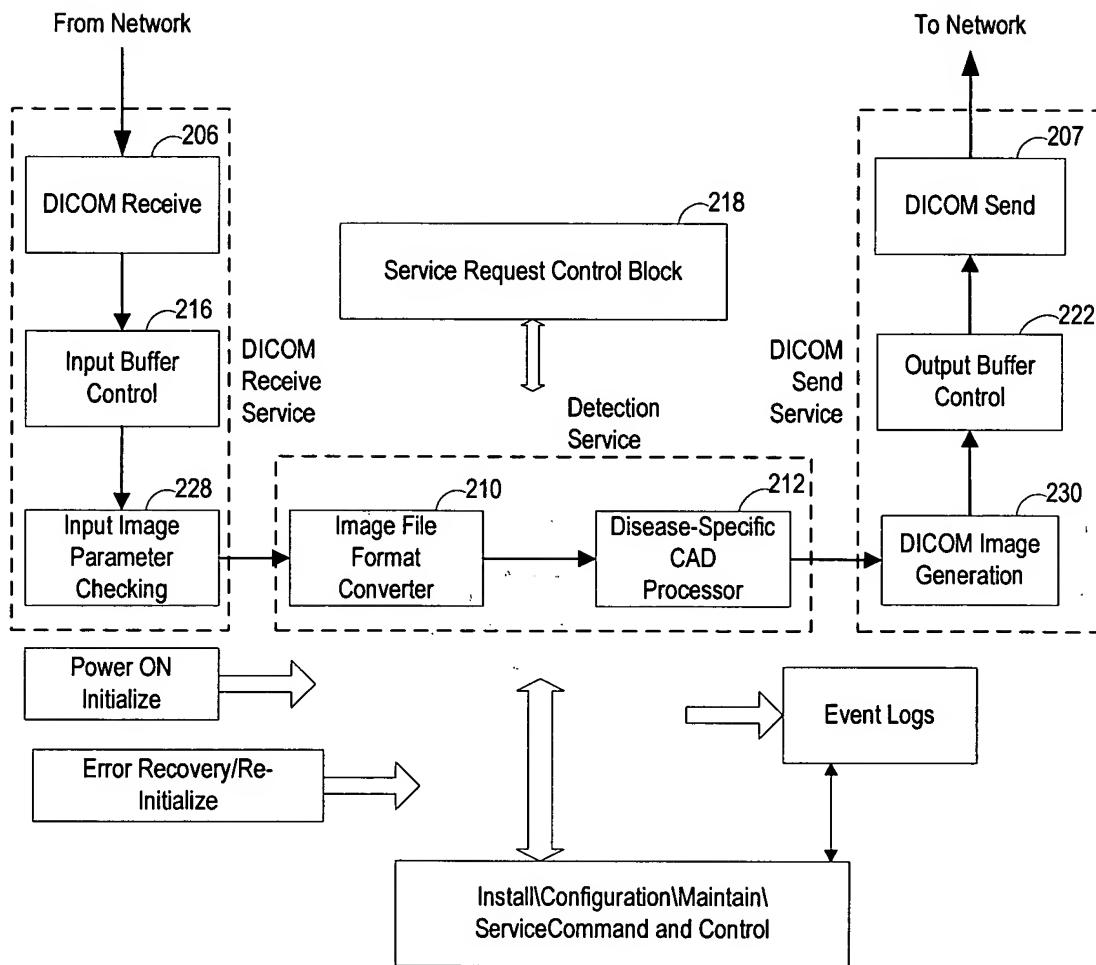 From Network
To Network
206
DICOM Receive
207
DICOM Send
218
Service Request Control Block
216
Input Buffer
Control
DICOM
Receive
Service
DICOM
Send
Service
222
Output Buffer
Control
Detection
Service
228
Input Image
Parameter
Checking
210
Image File
Format
Converter
212
Disease-Specific
CAD
Processor
230
DICOM Image
Generation
Power ON
Initialize
Event Logs
Error Recovery/Re-
Initialize
Install\Configuration\Maintain\
ServiceCommand and Control